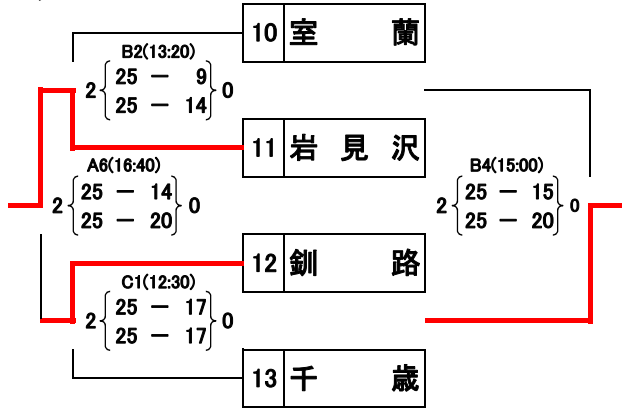 10 室蘭
B2(13:20)
2 25 － 9 0
25 － 14
11 岩見沢
A6(16:40)
2 25 － 14 0
25 － 20
B4(15:00)
2 25 － 15 0
25 － 20
12 釧路
C1(12:30)
2 25 － 17 0
25 － 17
13 千歳